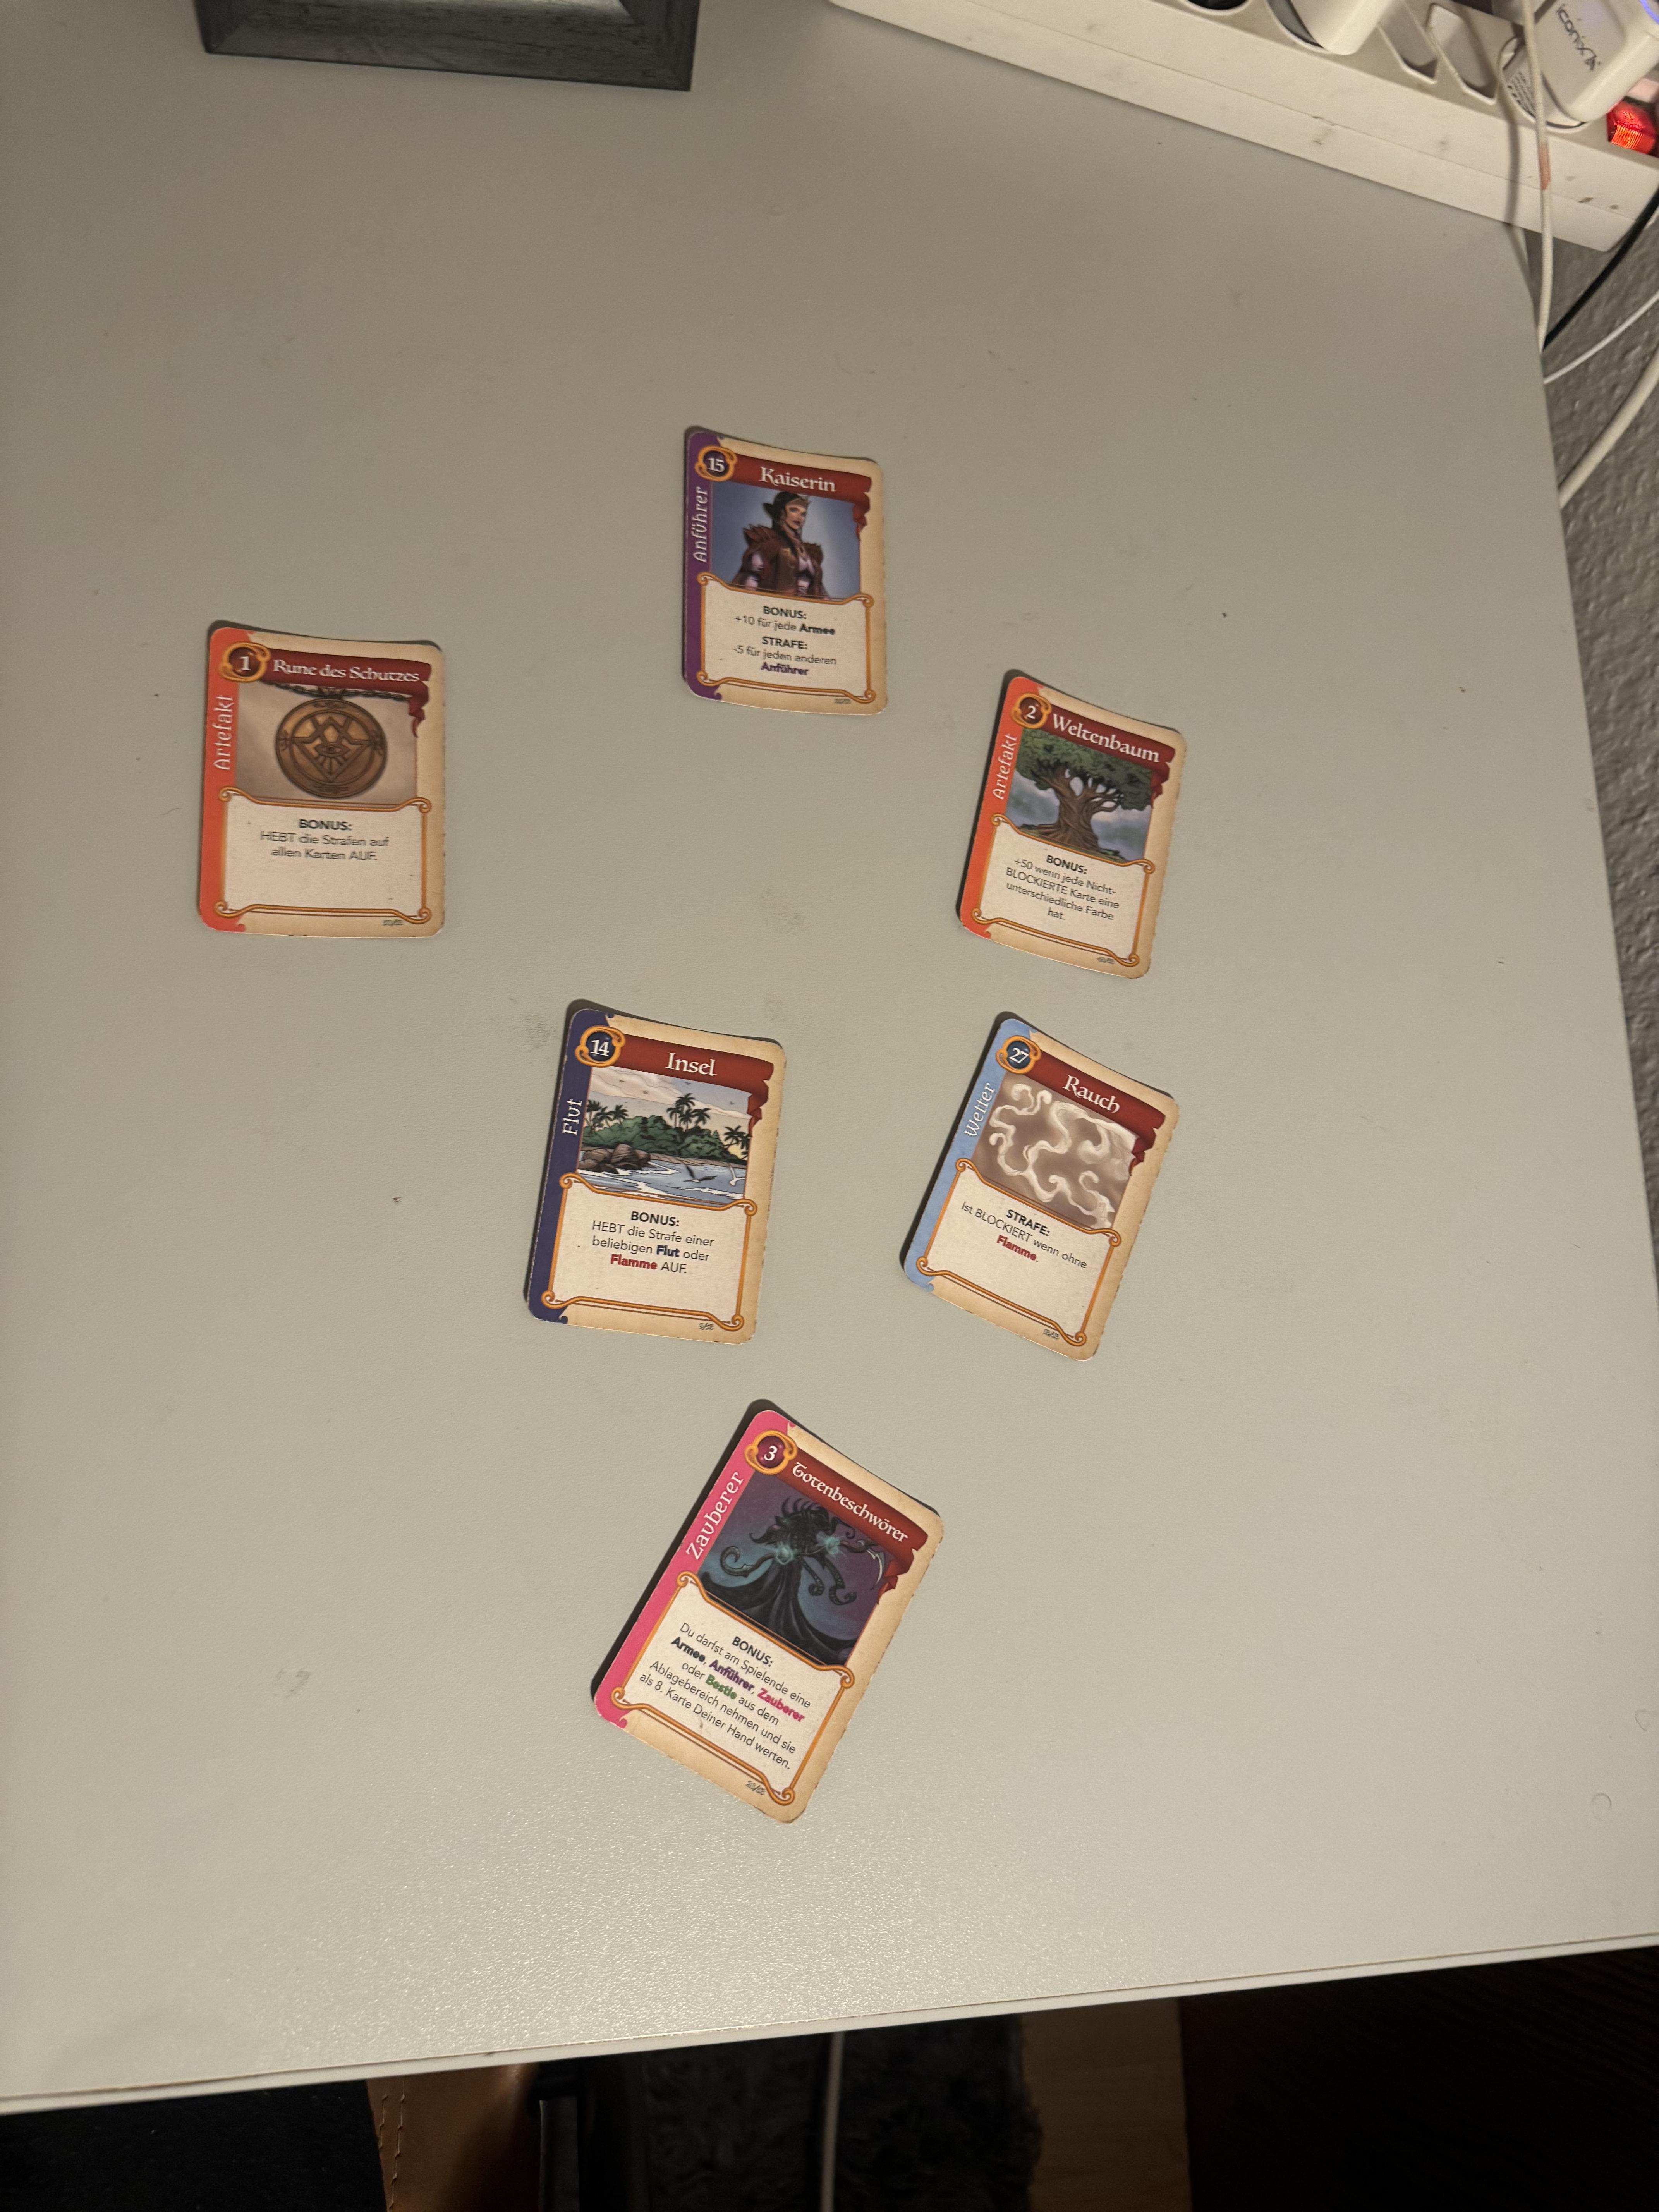 iconix
15
Kaiserin
Anführer
BONUS:
+10 für jede Armee
STRAFE:
-5 für jeden anderen
Anführer
1
Rune des Schutzes
Artefakt
BONUS:
HEBT die Strafen auf
allen Karten AUF.
2
Weltenbaum
Artefakt
BONUS:
+50 wenn jede Nicht-
BLOCKIERTE Karte eine
unterschiedliche Farbe
hat.
14
Insel
Flut
BONUS:
HEBT die Strafe einer
beliebigen Flut oder
Flamme AUF.
27
Rauch
Wetter
STRAFE:
Ist BLOCKIERT wenn ohne
Flamme.
3
Totenbeschwörer
Zauberer
BONUS:
Du darfst am Spielende eine
Armee, Anführer, Zauberer
oder Bestie aus dem
Ablagebereich nehmen und sie
als 8. Karte Deiner Hand werten.